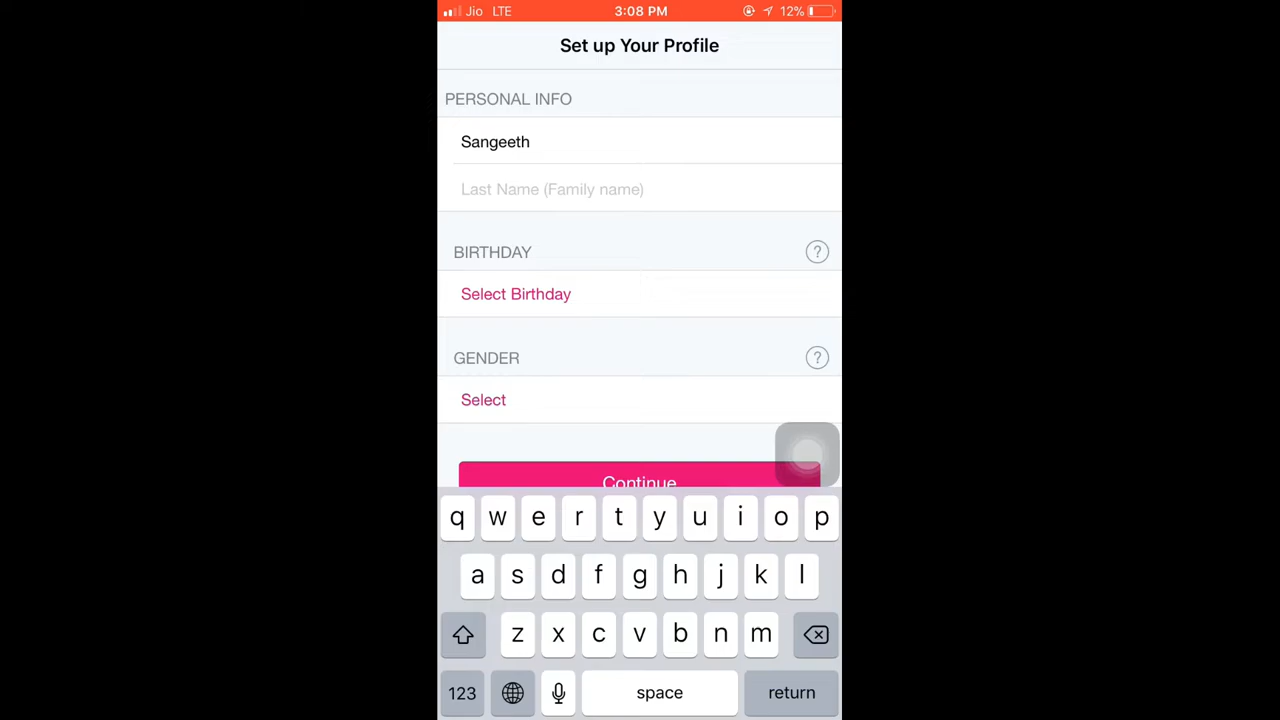 Jio LTE 3:08 PM 12%
Set up Your Profile
PERSONAL INFO
Sangeeth
Last Name (Family name)
BIRTHDAY ?
Select Birthday
GENDER ?
Select
Continue
q w e r t y u i o p
a s d f g h j k l
z x c v b n m
123 space return